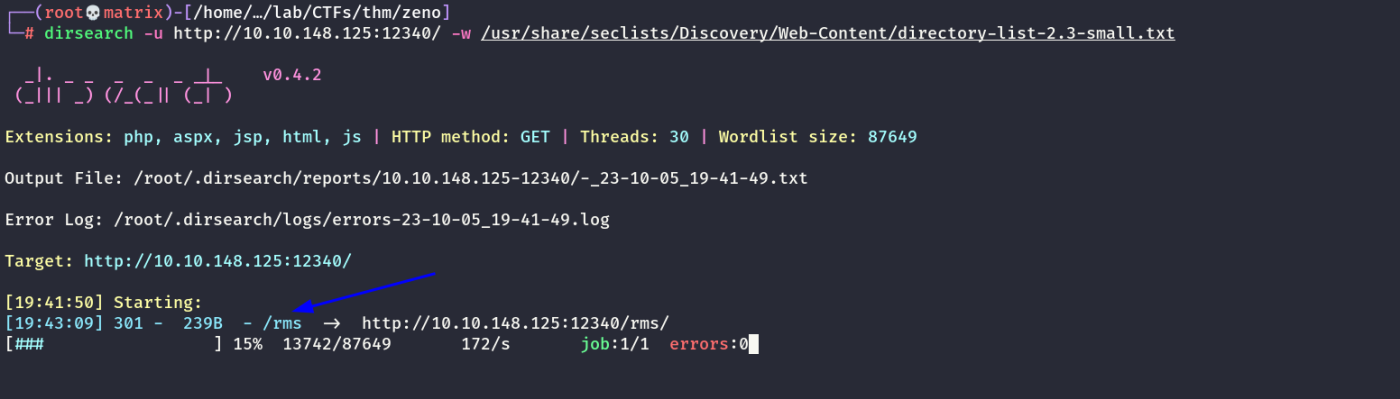 ┌──(root💀matrix)-[/home/…/lab/CTFs/thm/zeno]
└─# dirsearch -u http://10.10.148.125:12340/ -w /usr/share/seclists/Discovery/Web-Content/directory-list-2.3-small.txt
  _|. _ _  _  _  _ _|_    v0.4.2
 (_||| _) (/_(_|| (_| )
Extensions: php, aspx, jsp, html, js | HTTP method: GET | Threads: 30 | Wordlist size: 87649
Output File: /root/.dirsearch/reports/10.10.148.125-12340/-_23-10-05_19-41-49.txt
Error Log: /root/.dirsearch/logs/errors-23-10-05_19-41-49.log
Target: http://10.10.148.125:12340/
[19:41:50] Starting:
[19:43:09] 301 -  239B  - /rms  ->  http://10.10.148.125:12340/rms/
[###                 ] 15%  13742/87649       172/s       job:1/1  errors:0